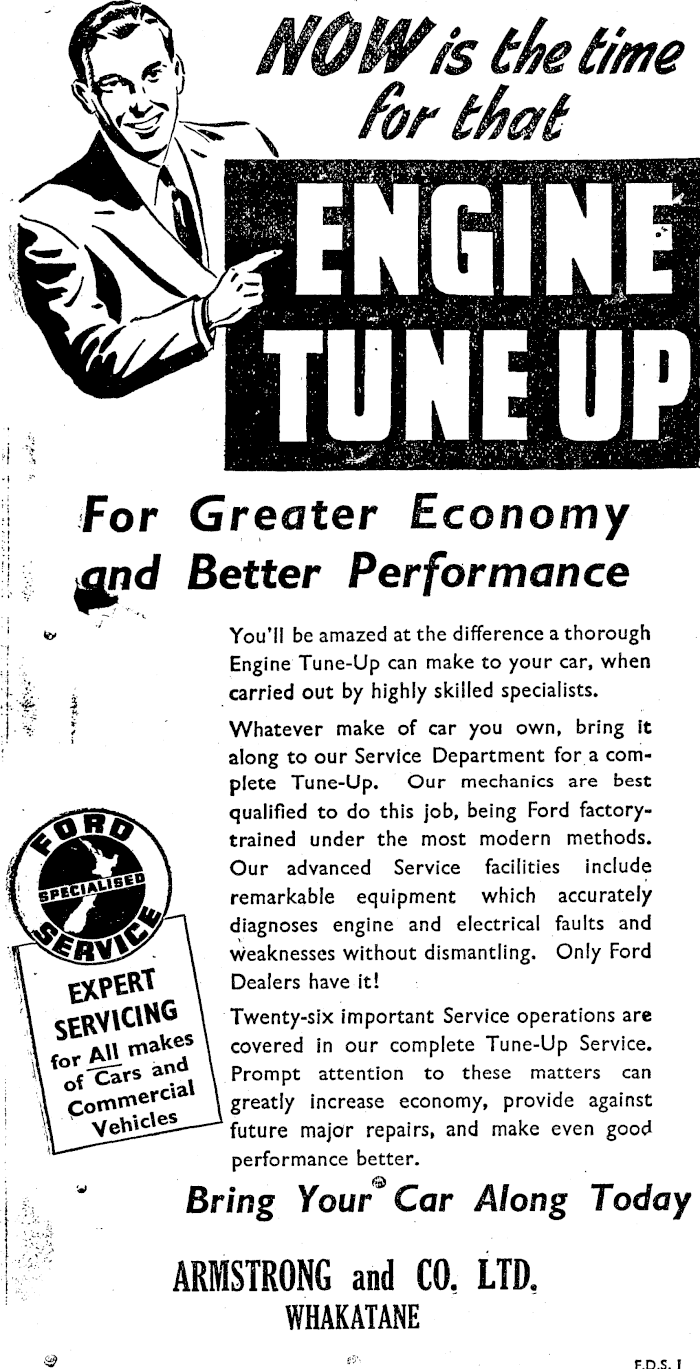 NOW is the time
for that
ENGINE
TUNE UP
For Greater Economy
and Better Performance
You'll be amazed at the difference a thorough
Engine Tune-Up can make to your car, when
carried out by highly skilled specialists.
Whatever make of car you own, bring it
along to our Service Department for a com-
plete Tune-Up. Our mechanics are best
qualified to do this job, being Ford factory-
trained under the most modern methods.
Our advanced Service facilities include
remarkable equipment which accurately
diagnoses engine and electrical faults and
weaknesses without dismantling. Only Ford
Dealers have it!
Twenty-six important Service operations are
covered in our complete Tune-Up Service.
Prompt attention to these matters can
greatly increase economy, provide against
future major repairs, and make even good
performance better.
FORD
SPECIALISED
SERVICE
EXPERT
SERVICING
for All makes
of Cars and
Commercial
Vehicles
Bring Your Car Along Today
ARMSTRONG and CO. LTD.
WHAKATANE
F.D.S. 1